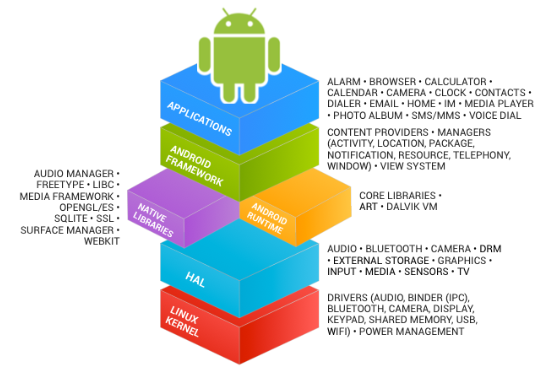 ALARM • BROWSER • CALCULATOR •
CALENDAR • CAMERA • CLOCK • CONTACTS •
DIALER • EMAIL • HOME • IM • MEDIA PLAYER
• PHOTO ALBUM • SMS/MMS • VOICE DIAL
APPLICATIONS
CONTENT PROVIDERS • MANAGERS
(ACTIVITY, LOCATION, PACKAGE,
NOTIFICATION, RESOURCE, TELEPHONY,
WINDOW) • VIEW SYSTEM
ANDROID
FRAMEWORK
AUDIO MANAGER •
FREETYPE • LIBC •
MEDIA FRAMEWORK •
OPENGL/ES •
SQLITE • SSL •
SURFACE MANAGER •
WEBKIT
NATIVE
LIBRARIES
ANDROID
RUNTIME
CORE LIBRARIES •
ART • DALVIK VM
HAL
AUDIO • BLUETOOTH • CAMERA • DRM
• EXTERNAL STORAGE • GRAPHICS •
INPUT • MEDIA • SENSORS • TV
LINUX
KERNEL
DRIVERS (AUDIO, BINDER (IPC),
BLUETOOTH, CAMERA, DISPLAY,
KEYPAD, SHARED MEMORY, USB,
WIFI) • POWER MANAGEMENT